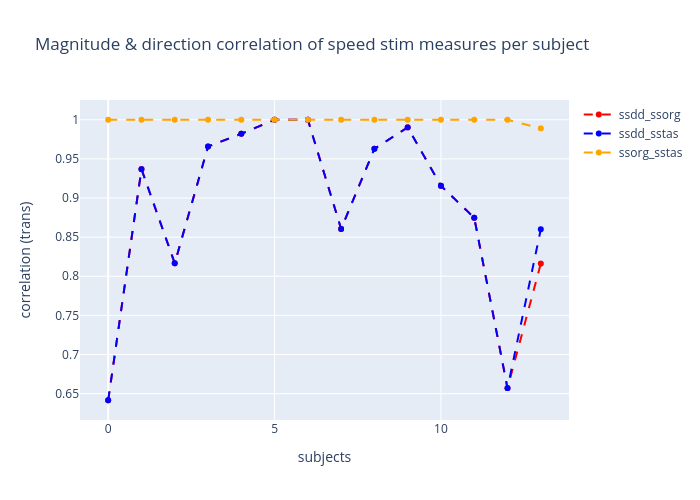 Magnitude & direction correlation of speed stim measures per subject
ssdd_ssorg
ssdd_sstas
ssorg_sstas
correlation (trans)
1
0.95
0.9
0.85
0.8
0.75
0.7
0.65
0
5
10
subjects